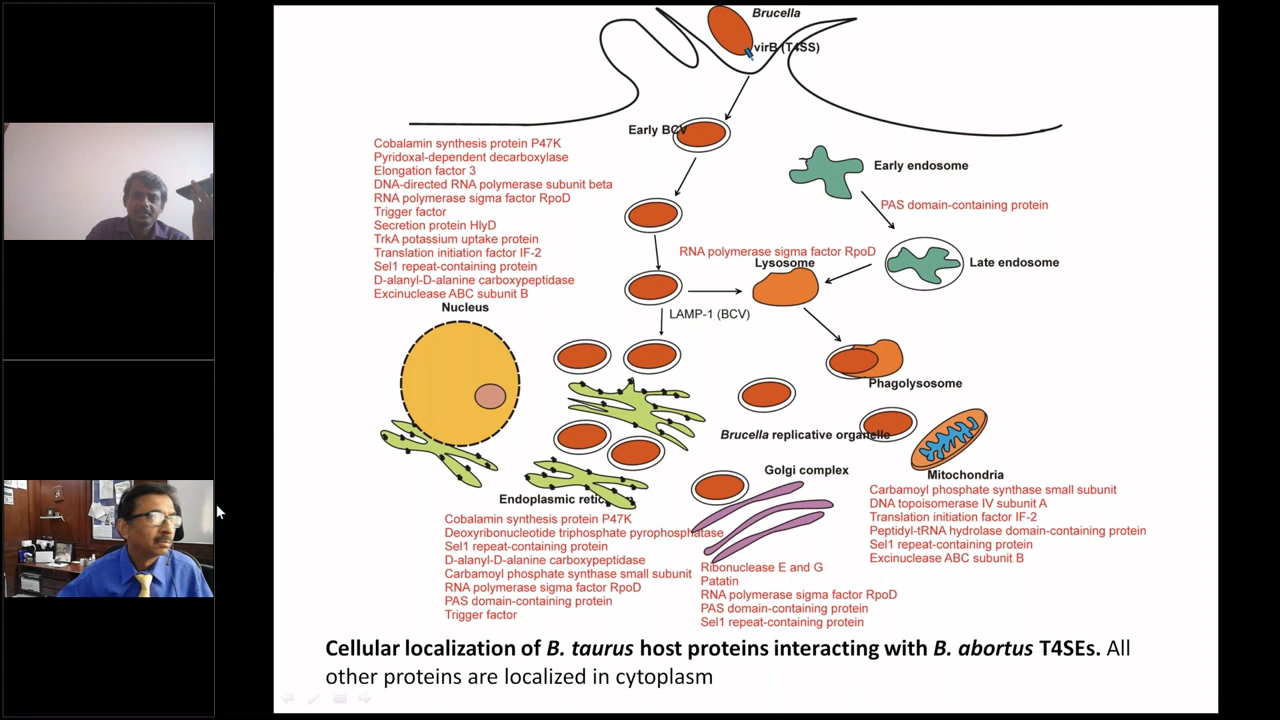 Brucella
virB (T4SS)
Early BCV
Cobalamin synthesis protein P47K
Pyridoxal-dependent decarboxylase
Elongation factor 3
DNA-directed RNA polymerase subunit beta
RNA polymerase sigma factor RpoD
Trigger factor
Secretion protein HlyD
TrkA potassium uptake protein
Translation initiation factor IF-2
Sel1 repeat-containing protein
D-alanyl-D-alanine carboxypeptidase
Excinuclease ABC subunit B
Nucleus
Early endosome
PAS domain-containing protein
RNA polymerase sigma factor RpoD
Lysosome
Late endosome
LAMP-1 (BCV)
Phagolysosome
Brucella replicative organelle
Golgi complex
Mitochondria
Carbamoyl phosphate synthase small subunit
DNA topoisomerase IV subunit A
Translation initiation factor IF-2
Peptidyl-tRNA hydrolase domain-containing protein
Sel1 repeat-containing protein
Excinuclease ABC subunit B
Endoplasmic
Cobalamin synthesis protein P47K
Deoxyribonucleotide triphosphate pyrophosphatase
Sel1 repeat-containing protein
D-alanyl-D-alanine carboxypeptidase
Carbamoyl phosphate synthase small subunit
RNA polymerase sigma factor RpoD
PAS domain-containing protein
Trigger factor
Ribonuclease E and G
Patatin
RNA polymerase sigma factor RpoD
PAS domain-containing protein
Sel1 repeat-containing protein
Cellular localization of B. taurus host proteins interacting with B. abortus T4SEs. All
other proteins are localized in cytoplasm